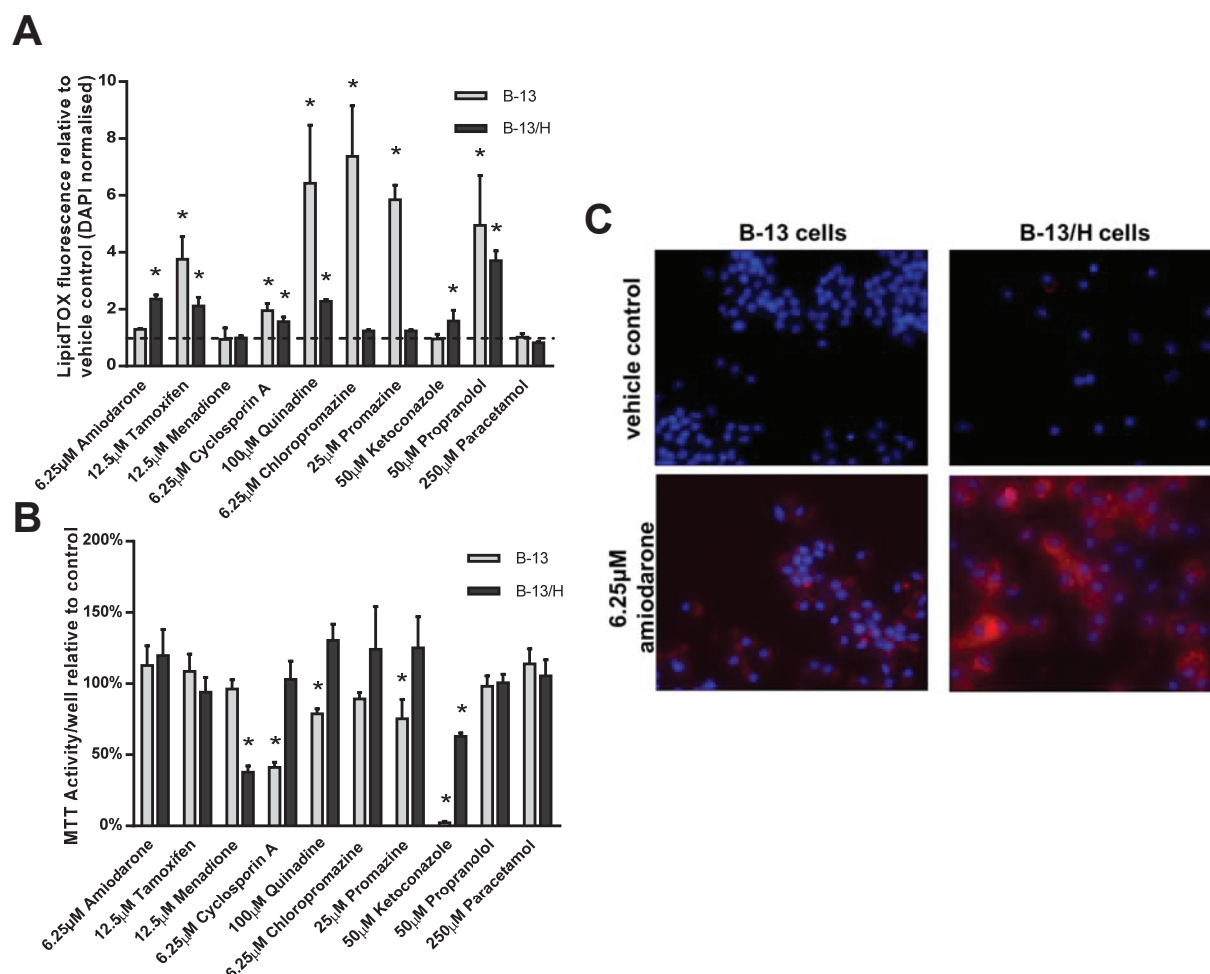 A
LipidTOX fluorescence relative to
vehicle control (DAPI normalised)
10
8
6
4
2
0
B-13
B-13/H
* * * * * * * * * * * * *
6.25µM Amiodarone
12.5µM Tamoxifen
12.5µM Menadione
6.25µM Cyclosporin A
100µM Quinadine
6.25µM Chloropromazine
25µM Promazine
50µM Ketoconazole
50µM Propranolol
250µM Paracetamol
B
MTT Activity/well relative to control
200%
150%
100%
50%
0%
B-13
B-13/H
* * * * * *
6.25µM Amiodarone
12.5µM Tamoxifen
12.5µM Menadione
6.25µM Cyclosporin A
100µM Quinadine
6.25µM Chloropromazine
25µM Promazine
50µM Ketoconazole
50µM Propranolol
250µM Paracetamol
C
B-13 cells
B-13/H cells
vehicle control
6.25µM
amiodarone